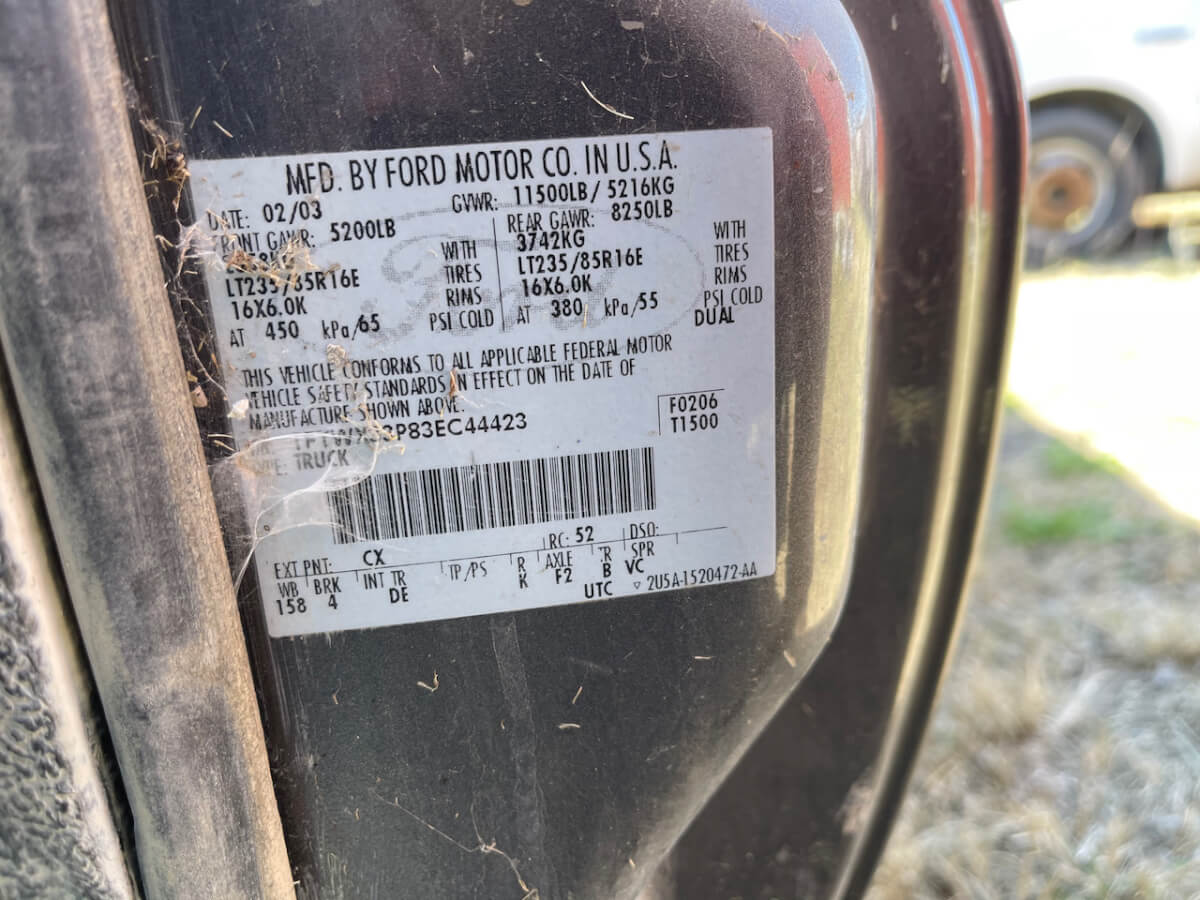 MFD. BY FORD MOTOR CO. IN U.S.A.
DATE: 02/03 GVWR: 11500LB/ 5216KG
FRONT GAWR: 5200LB REAR GAWR: 8250LB
WITH 3742KG WITH
LT235/85R16E TIRES LT235/85R16E TIRES
16X6.0K RIMS 16X6.0K RIMS
AT 450 kPa/65 PSI COLD AT 380 kPa/55 PSI COLD
DUAL
THIS VEHICLE CONFORMS TO ALL APPLICABLE FEDERAL MOTOR
VEHICLE SAFETY STANDARDS IN EFFECT ON THE DATE OF
MANUFACTURE SHOWN ABOVE.
F0206
T1500
TYPE: TRUCK
EXT PNT: CX RC: 52 DSO:
WB BRK INT TR TP/PS R AXLE TR SPR
158 4 DE K F2 B VC
UTC ▽ 2U5A-1520472-AA
Ford